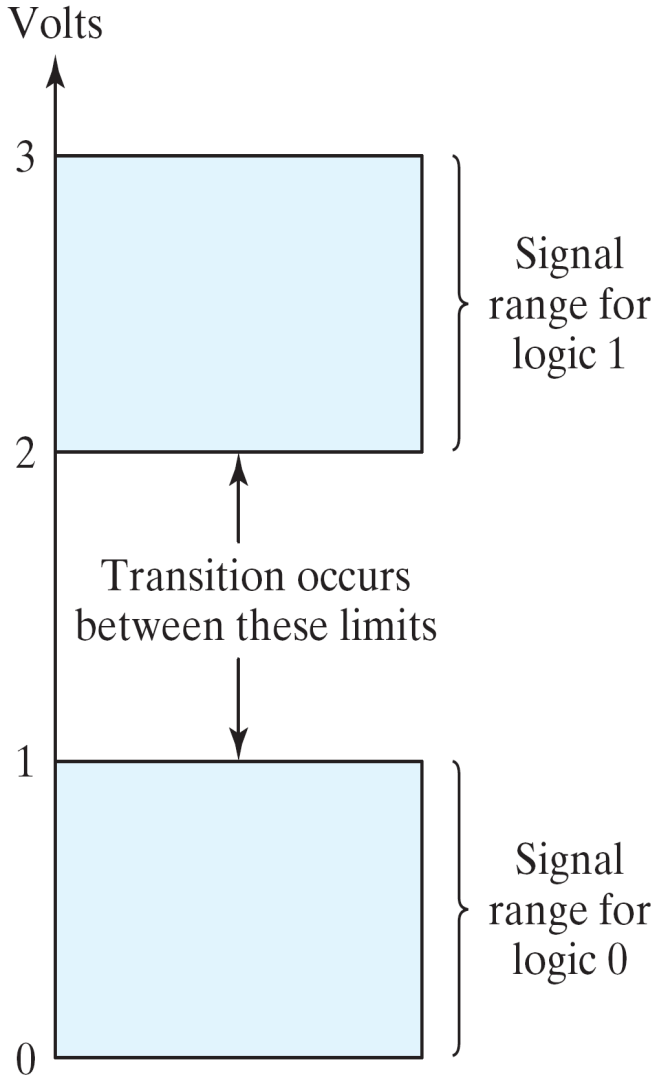 Volts
3
Signal
range for
logic 1
2
Transition occurs
between these limits
1
Signal
range for
logic 0
0